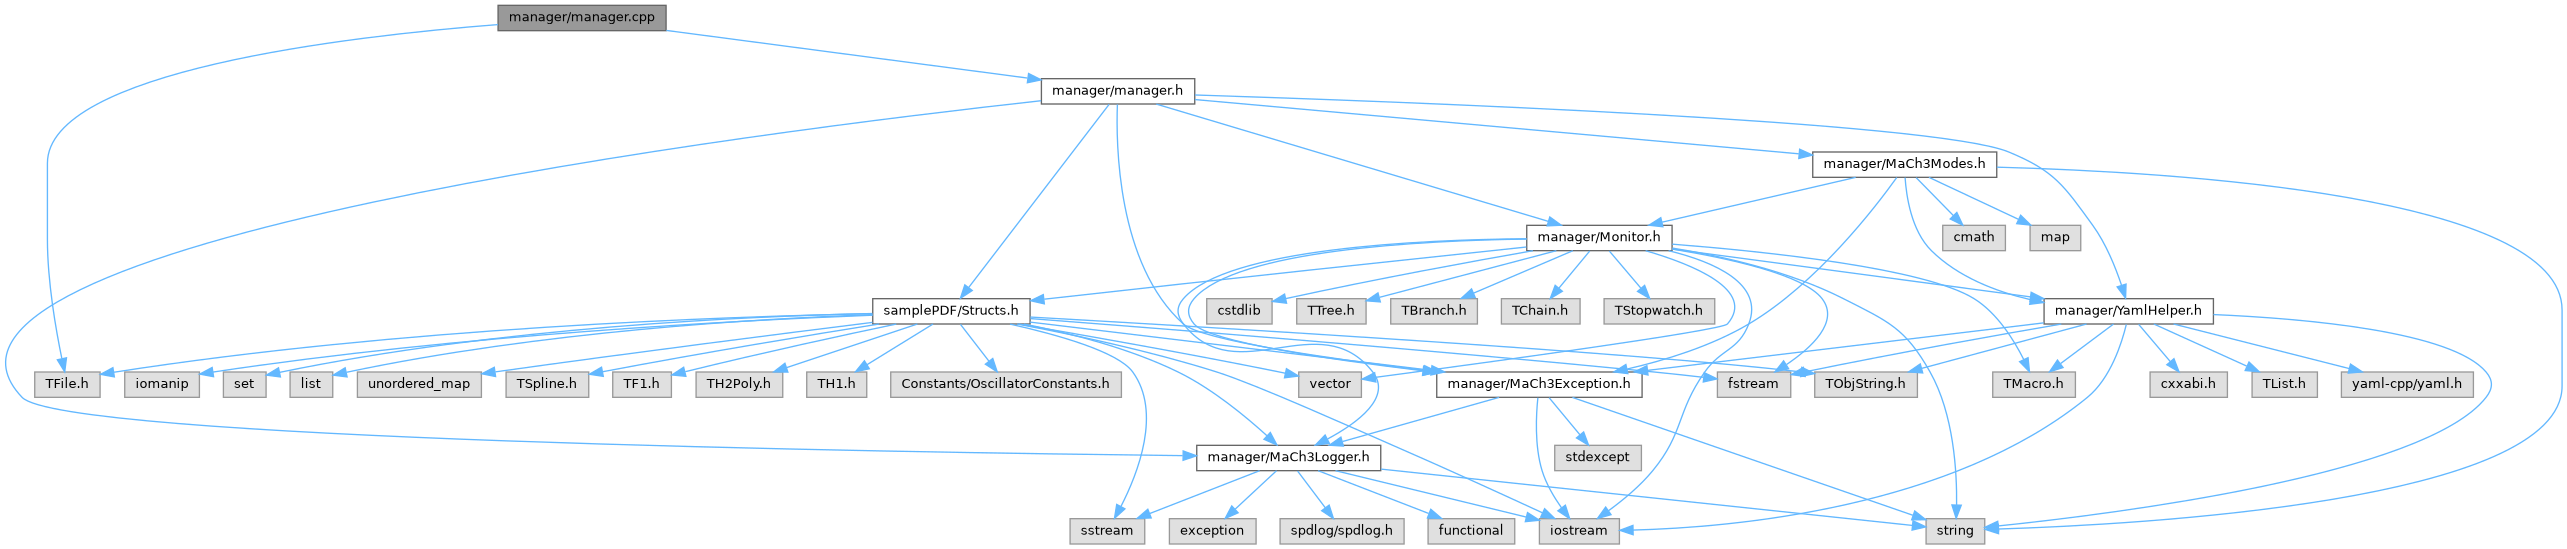 manager/manager.cpp
manager/manager.h
manager/MaCh3Modes.h
manager/Monitor.h
cmath
map
samplePDF/Structs.h
cstdlib
TTree.h
TBranch.h
TChain.h
TStopwatch.h
manager/YamlHelper.h
TFile.h
iomanip
set
list
unordered_map
TSpline.h
TF1.h
TH2Poly.h
TH1.h
Constants/OscillatorConstants.h
vector
manager/MaCh3Exception.h
fstream
TObjString.h
TMacro.h
cxxabi.h
TList.h
yaml-cpp/yaml.h
manager/MaCh3Logger.h
stdexcept
sstream
exception
spdlog/spdlog.h
functional
iostream
string